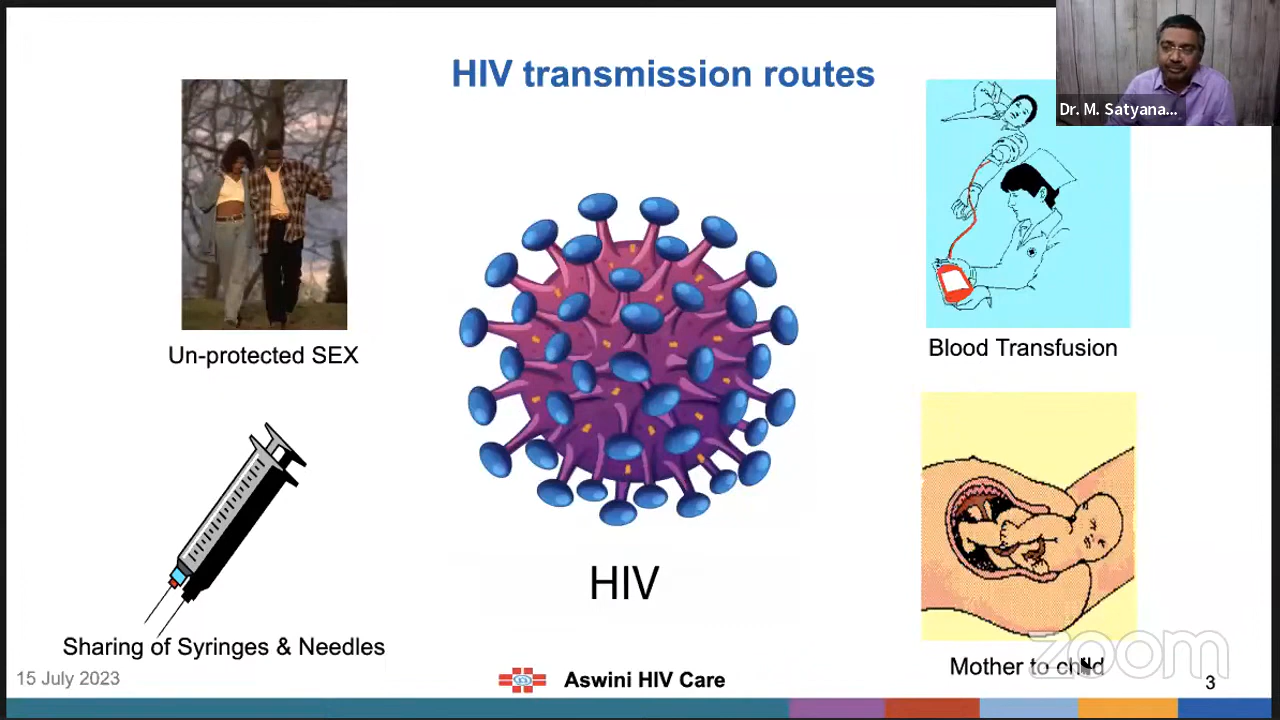 HIV transmission routes
Dr. M. Satyana...
Un-protected SEX
Blood Transfusion
HIV
Sharing of Syringes & Needles
Mother to child
zoom
15 July 2023
Aswini HIV Care
3